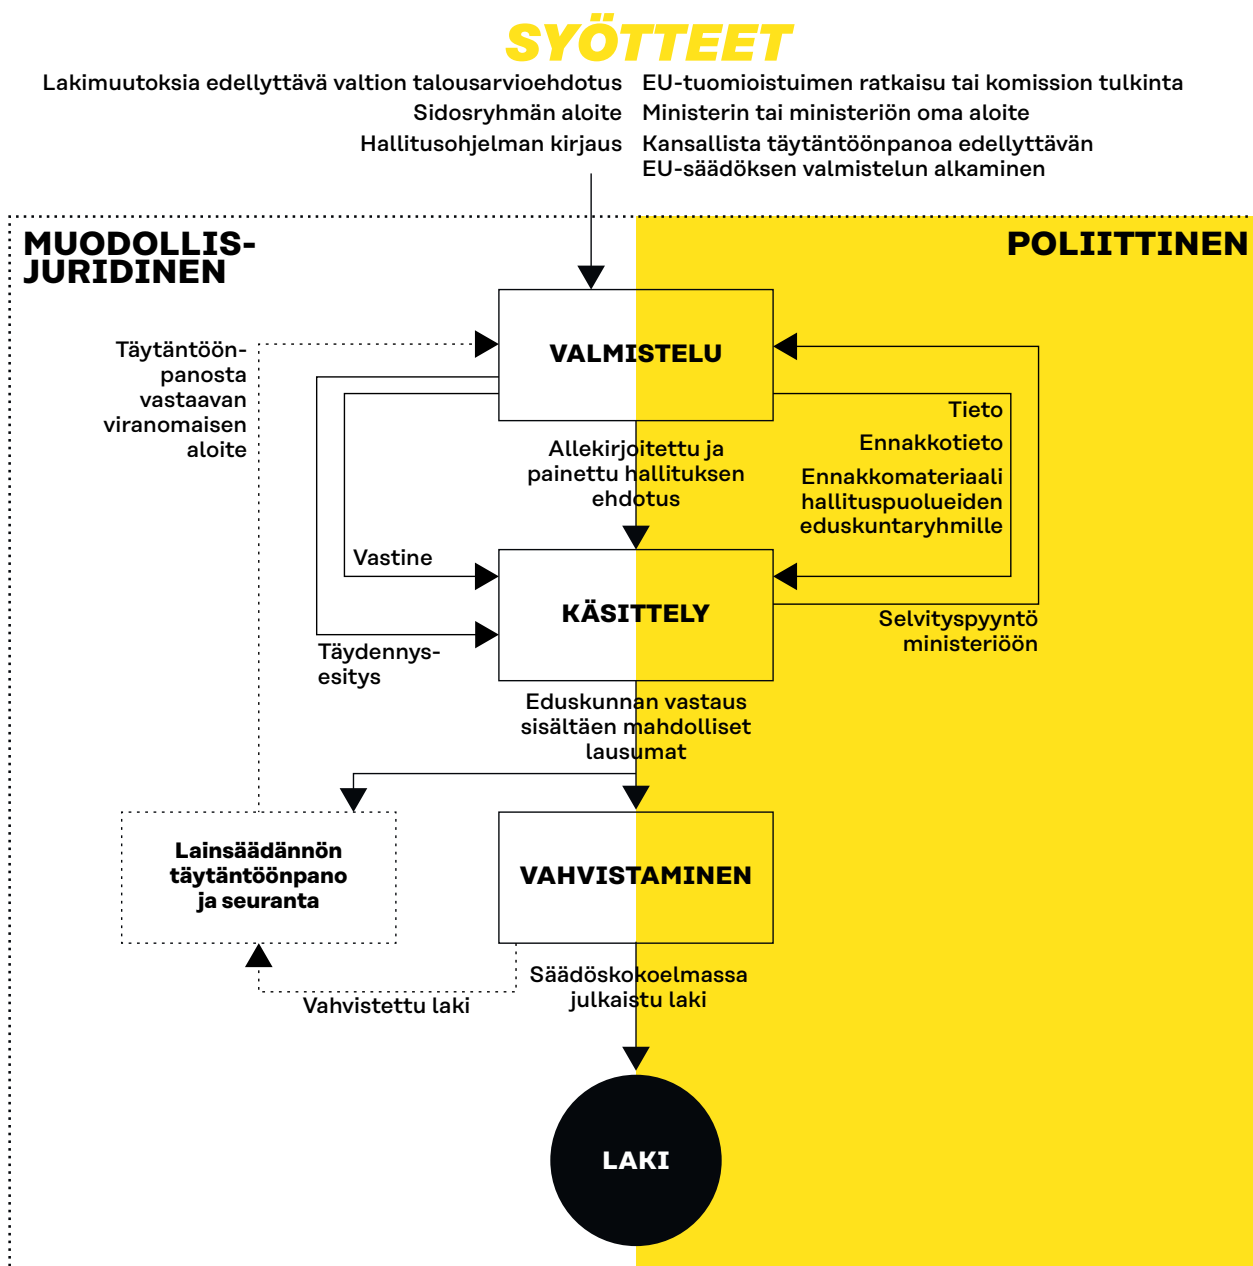 SYÖTTEET
Lakimuutoksia edellyttävä valtion talousarvioehdotus
Sidosryhmän aloite
Hallitusohjelman kirjaus
EU-tuomioistuimen ratkaisu tai komission tulkinta
Ministerin tai ministeriön oma aloite
Kansallista täytäntöönpanoa edellyttävän
EU-säädöksen valmistelun alkaminen
MUODOLLIS-
JURIDINEN
POLIITTINEN
VALMISTELU
Täytäntöön-
panosta
vastaavan
viranomaisen
aloite
Tieto
Ennakkotieto
Ennakkomateriaali
hallituspuolueiden
eduskuntaryhmille
Allekirjoitettu ja
painettu hallituksen
ehdotus
Vastine
KÄSITTELY
Selvityspyyntö
ministeriöön
Täydennys-
esitys
Eduskunnan vastaus
sisältäen mahdolliset
lausumat
Lainsäädännön
täytäntöönpano
ja seuranta
VAHVISTAMINEN
Säädöskokoelmassa
julkaistu laki
Vahvistettu laki
LAKI